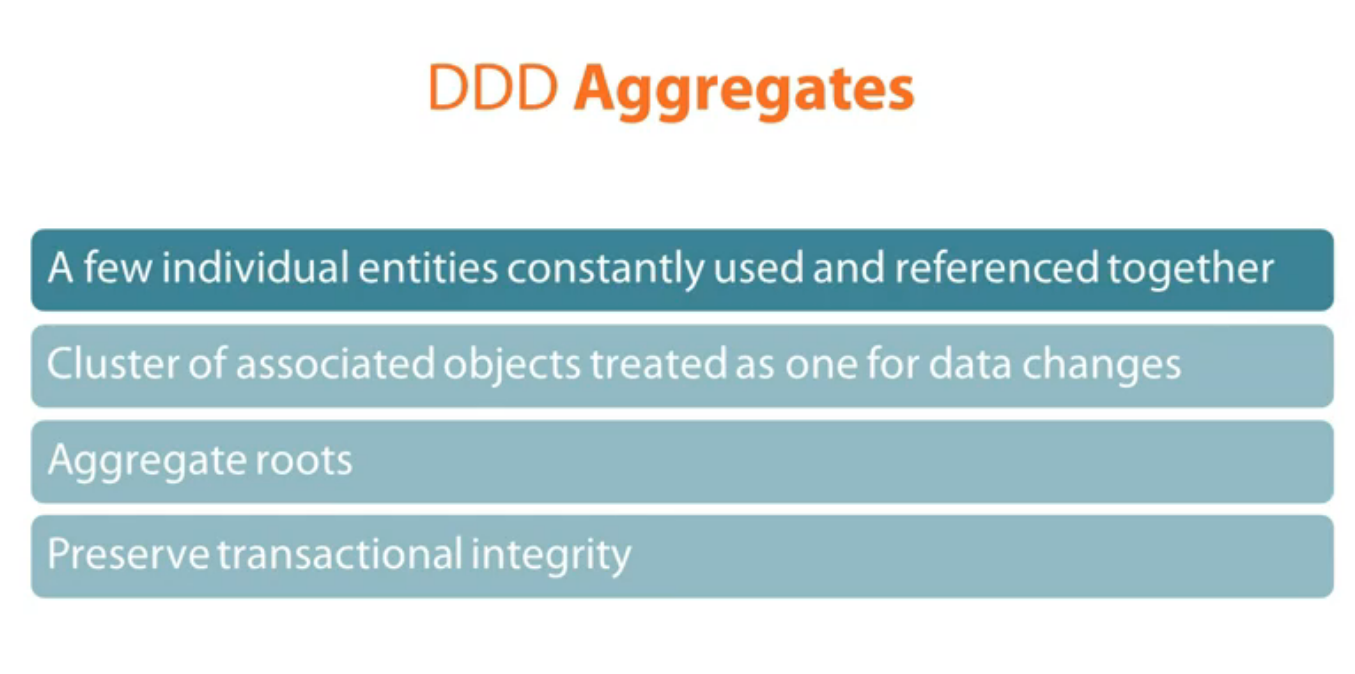 DDD Aggregates
A few individual entities constantly used and referenced together
Cluster of associated objects treated as one for data changes
Aggregate roots
Preserve transactional integrity